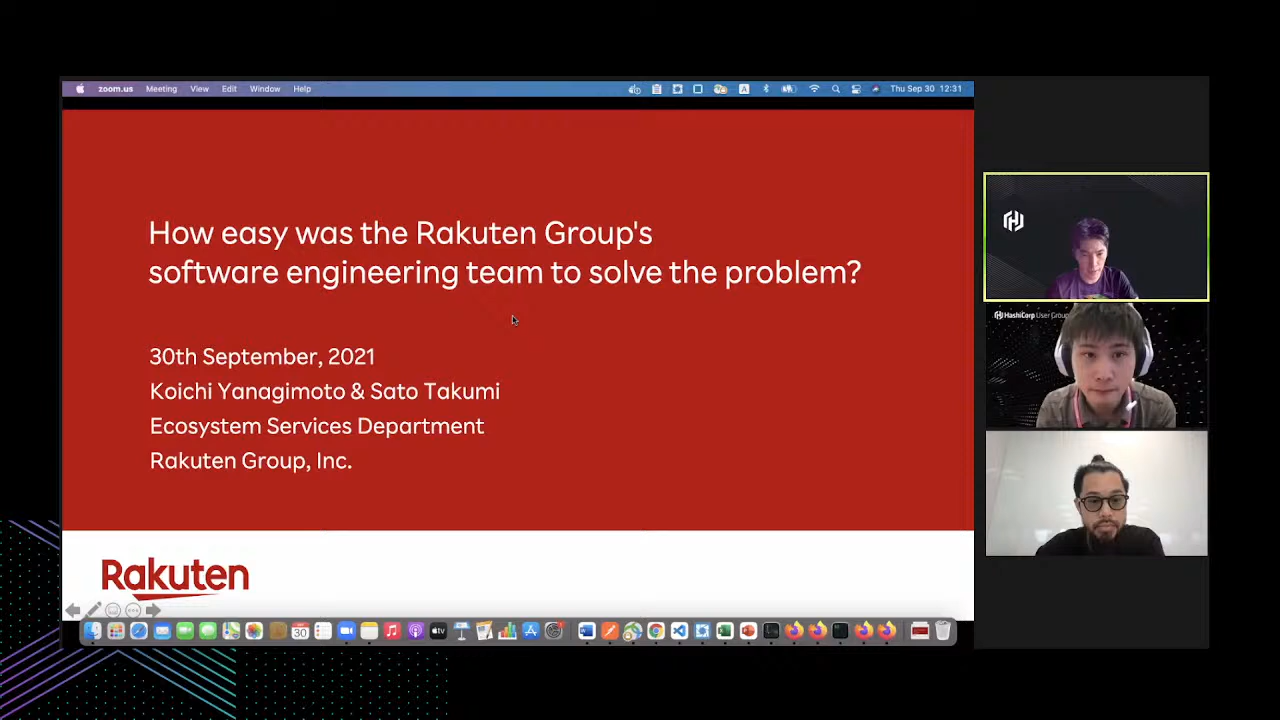 zoom.us Meeting View Edit Window Help
A
Thu Sep 30 12:31
How easy was the Rakuten Group's
software engineering team to solve the problem?
30th September, 2021
Koichi Yanagimoto & Sato Takumi
Ecosystem Services Department
Rakuten Group, Inc.
Rakuten
HashiCorp User Group
30
tv